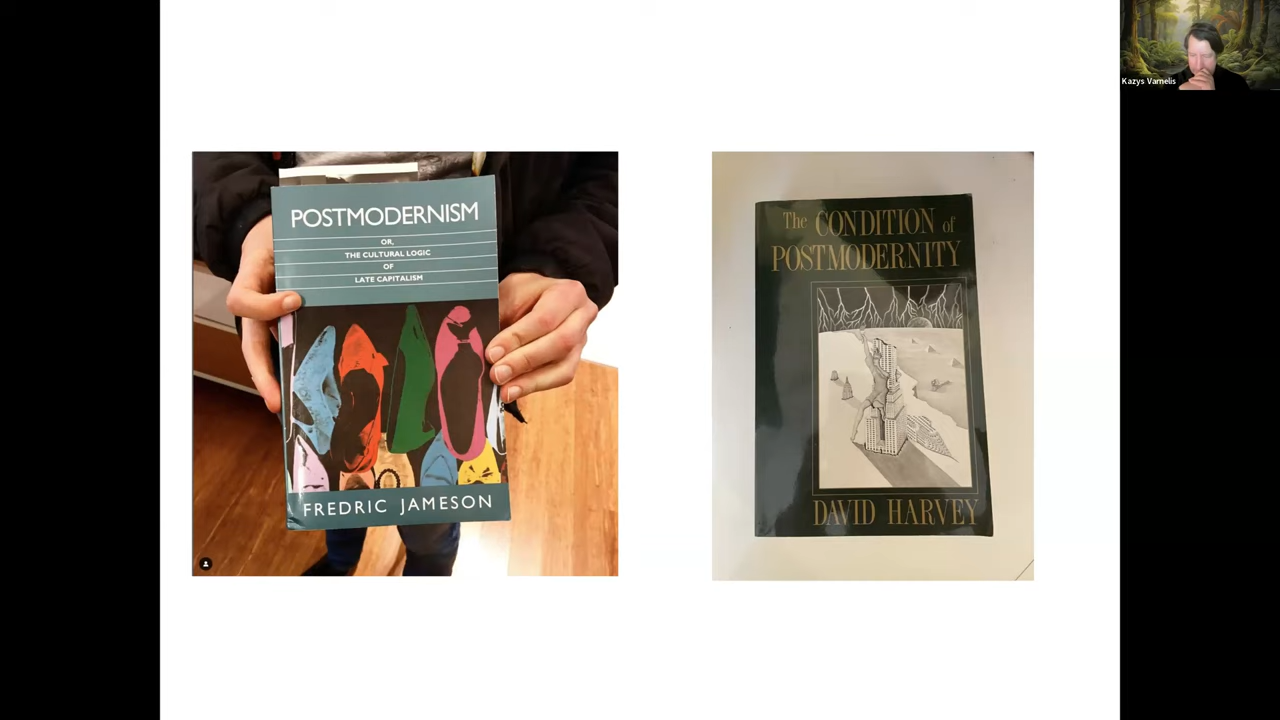 POSTMODERNISM
OR,
THE CULTURAL LOGIC
OF
LATE CAPITALISM
FREDRIC JAMESON
The CONDITION of
POSTMODERNITY
DAVID HARVEY
Kazys Varnelis